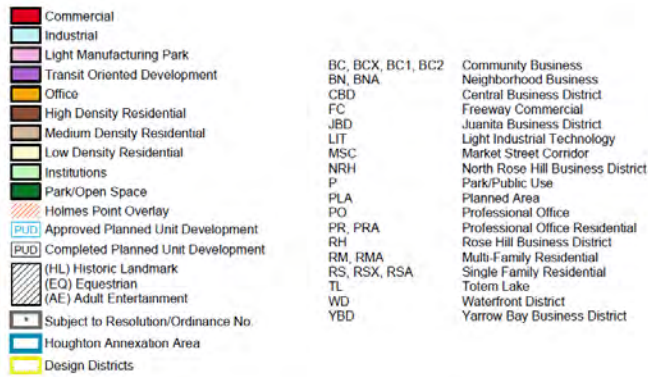 Commercial
Industrial
Light Manufacturing Park
Transit Oriented Development
Office
High Density Residential
Medium Density Residential
Low Density Residential
Institutions
Park/Open Space
Holmes Point Overlay
PUD Approved Planned Unit Development
PUD Completed Planned Unit Development
(HL) Historic Landmark
(EQ) Equestrian
(AE) Adult Entertainment
* Subject to Resolution/Ordinance No.
Houghton Annexation Area
Design Districts
BC, BCX, BC1, BC2 Community Business
BN, BNA Neighborhood Business
CBD Central Business District
FC Freeway Commercial
JBD Juanita Business District
LIT Light Industrial Technology
MSC Market Street Corridor
NRH North Rose Hill Business District
P Park/Public Use
PLA Planned Area
PO Professional Office
PR, PRA Professional Office Residential
RH Rose Hill Business District
RM, RMA Multi-Family Residential
RS, RSX, RSA Single Family Residential
TL Totem Lake
WD Waterfront District
YBD Yarrow Bay Business District